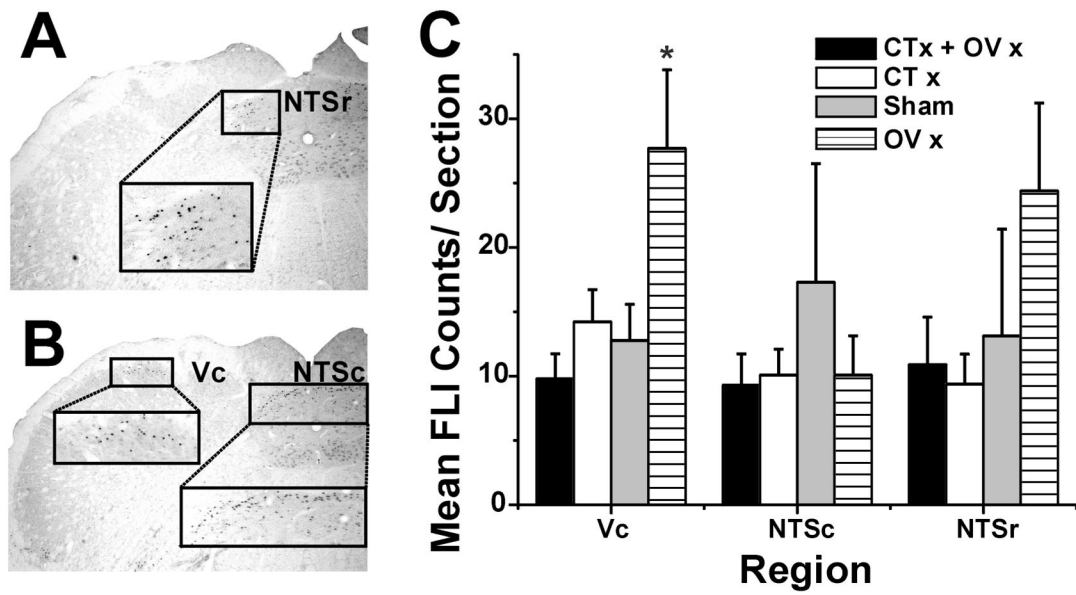 A
NTSr
B
Vc
NTSc
C
*
CTx + OV x
CT x
Sham
OV x
Mean FLI Counts/ Section
30
20
10
0
Vc
NTSc
NTSr
Region